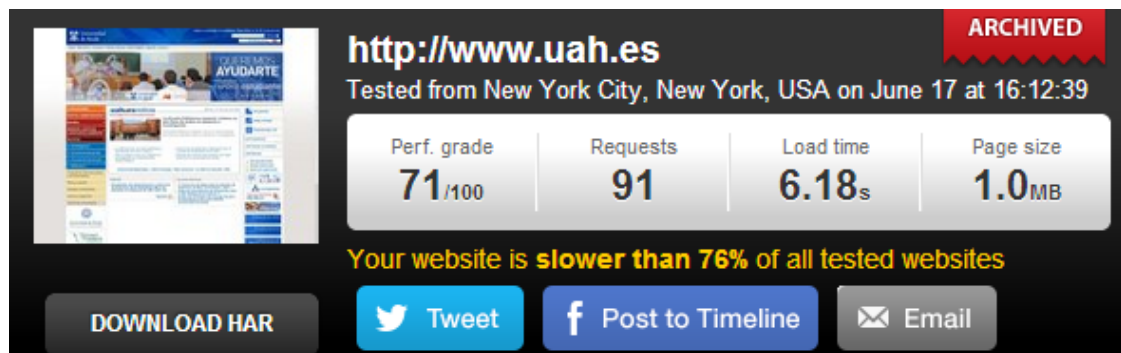 QUEREMOS
AYUDARTE
ARCHIVED
http://www.uah.es
Tested from New York City, New York, USA on June 17 at 16:12:39
Perf. grade Requests Load time Page size
71/100 91 6.18s 1.0MB
Your website is slower than 76% of all tested websites
DOWNLOAD HAR Tweet f Post to Timeline Email